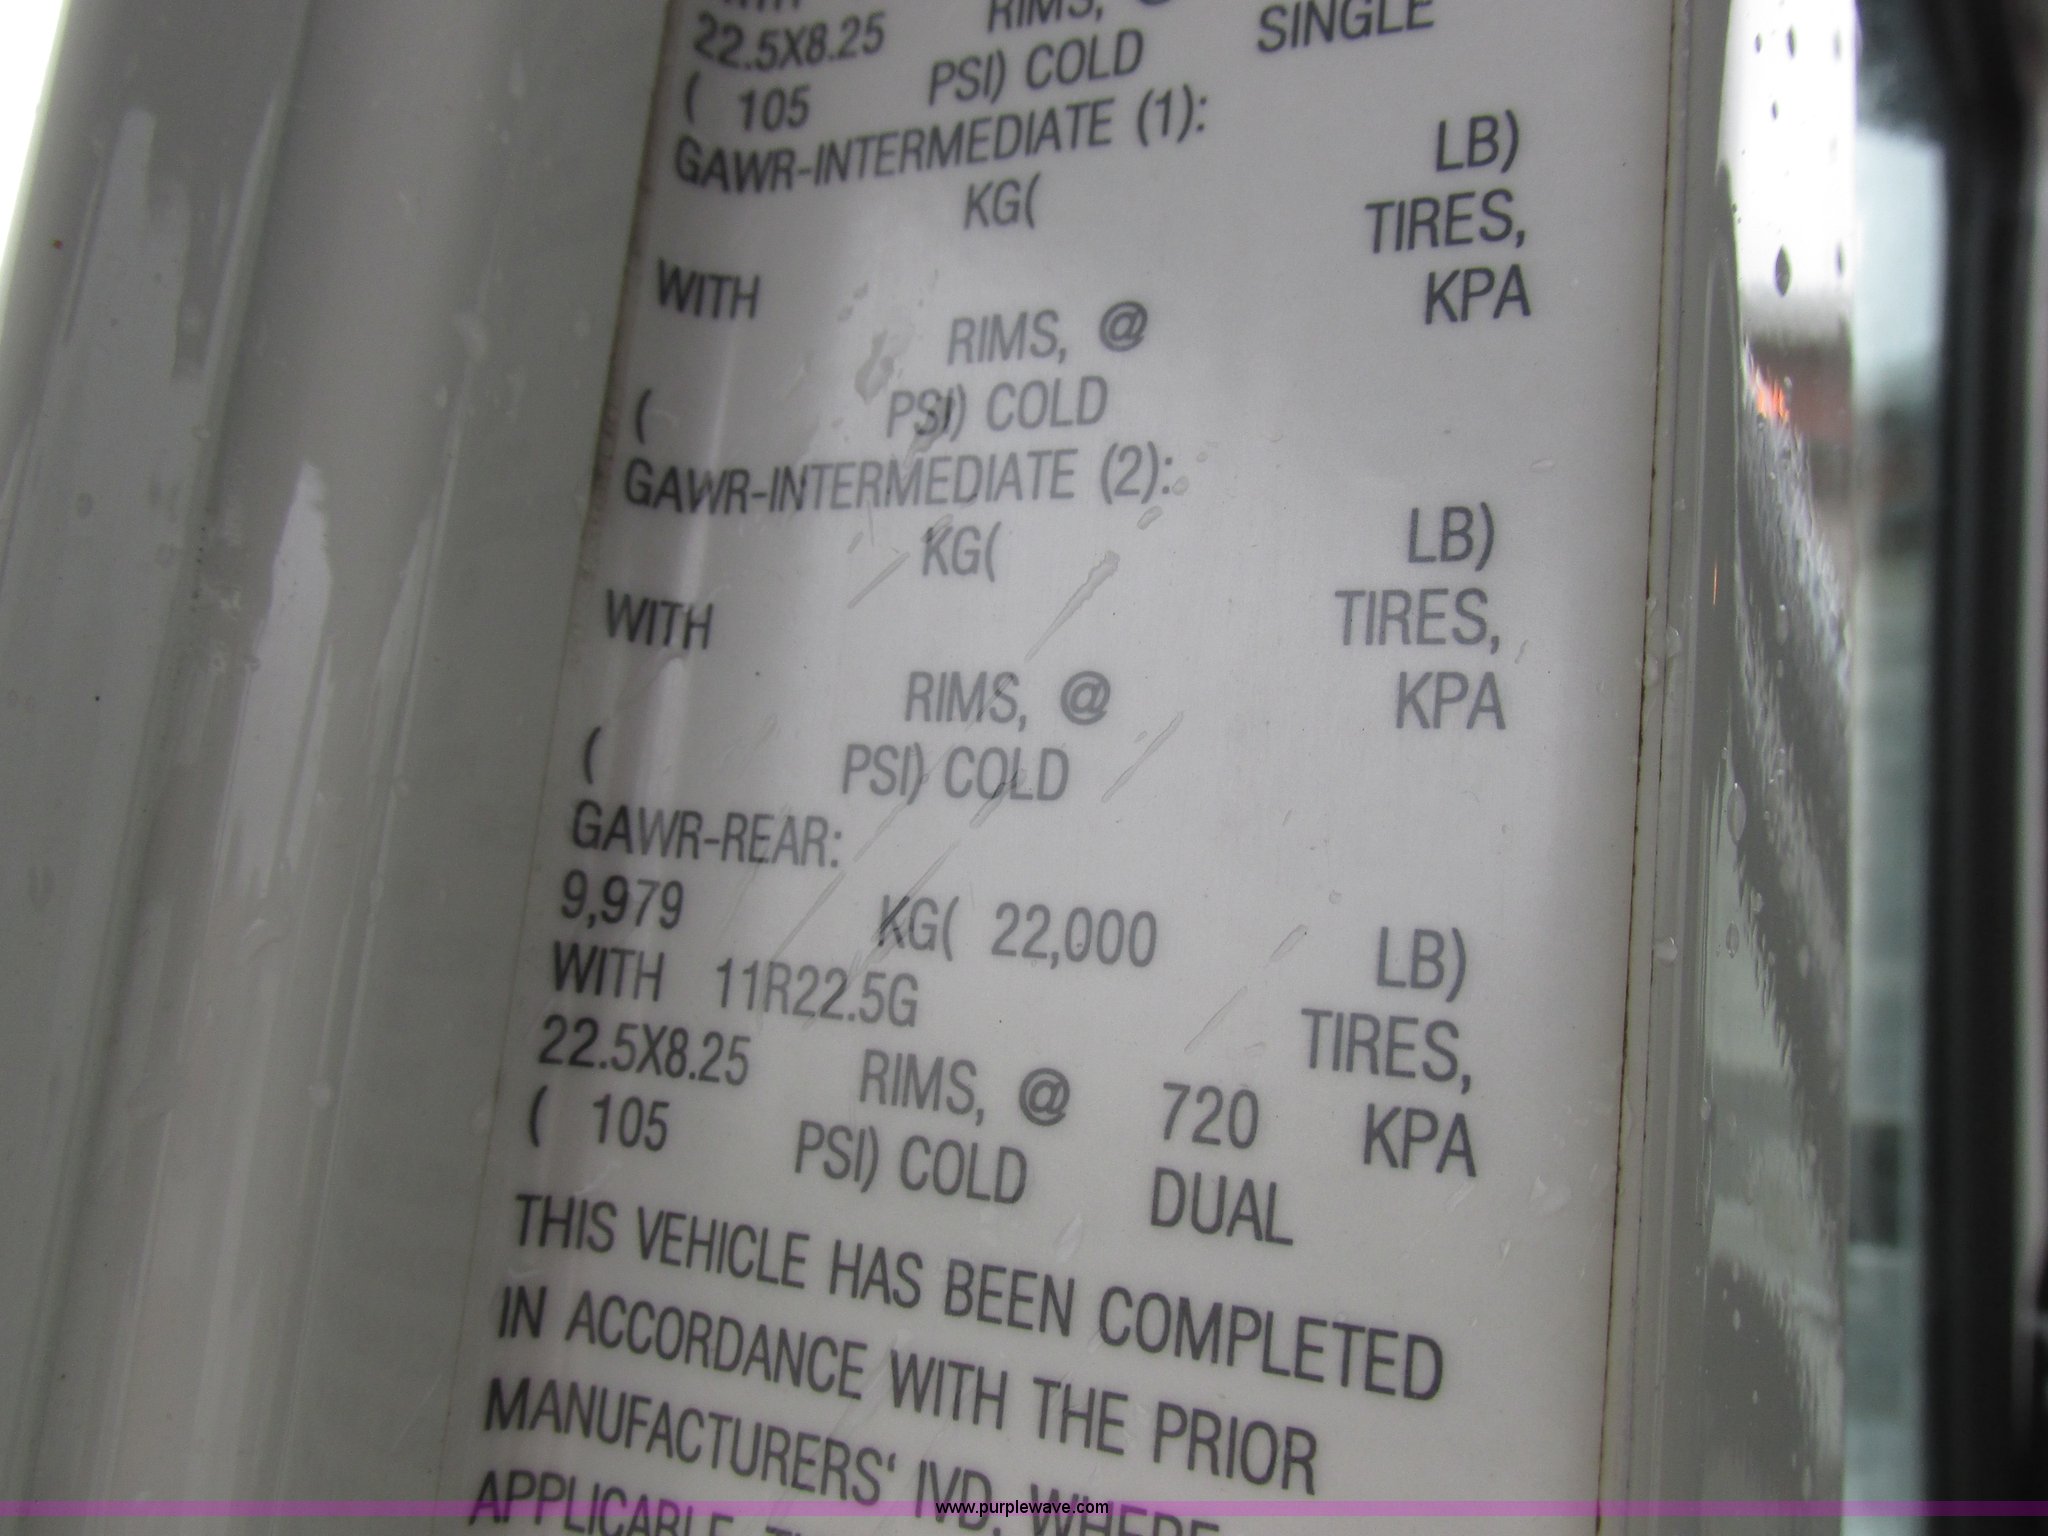 22.5X8.25 RIMS, @
( 105 PSI) COLD SINGLE
GAWR-INTERMEDIATE (1):
KG( LB)
WITH TIRES,
RIMS, @ KPA
( PSI) COLD
GAWR-INTERMEDIATE (2):
KG( LB)
WITH TIRES,
RIMS, @ KPA
( PSI) COLD
GAWR-REAR:
9,979 KG( 22,000 LB)
WITH 11R22.5G TIRES,
22.5X8.25 RIMS, @ 720 KPA
( 105 PSI) COLD DUAL
THIS VEHICLE HAS BEEN COMPLETED
IN ACCORDANCE WITH THE PRIOR
MANUFACTURERS' IVD, WHERE
APPLICABLE
www.purplewave.com